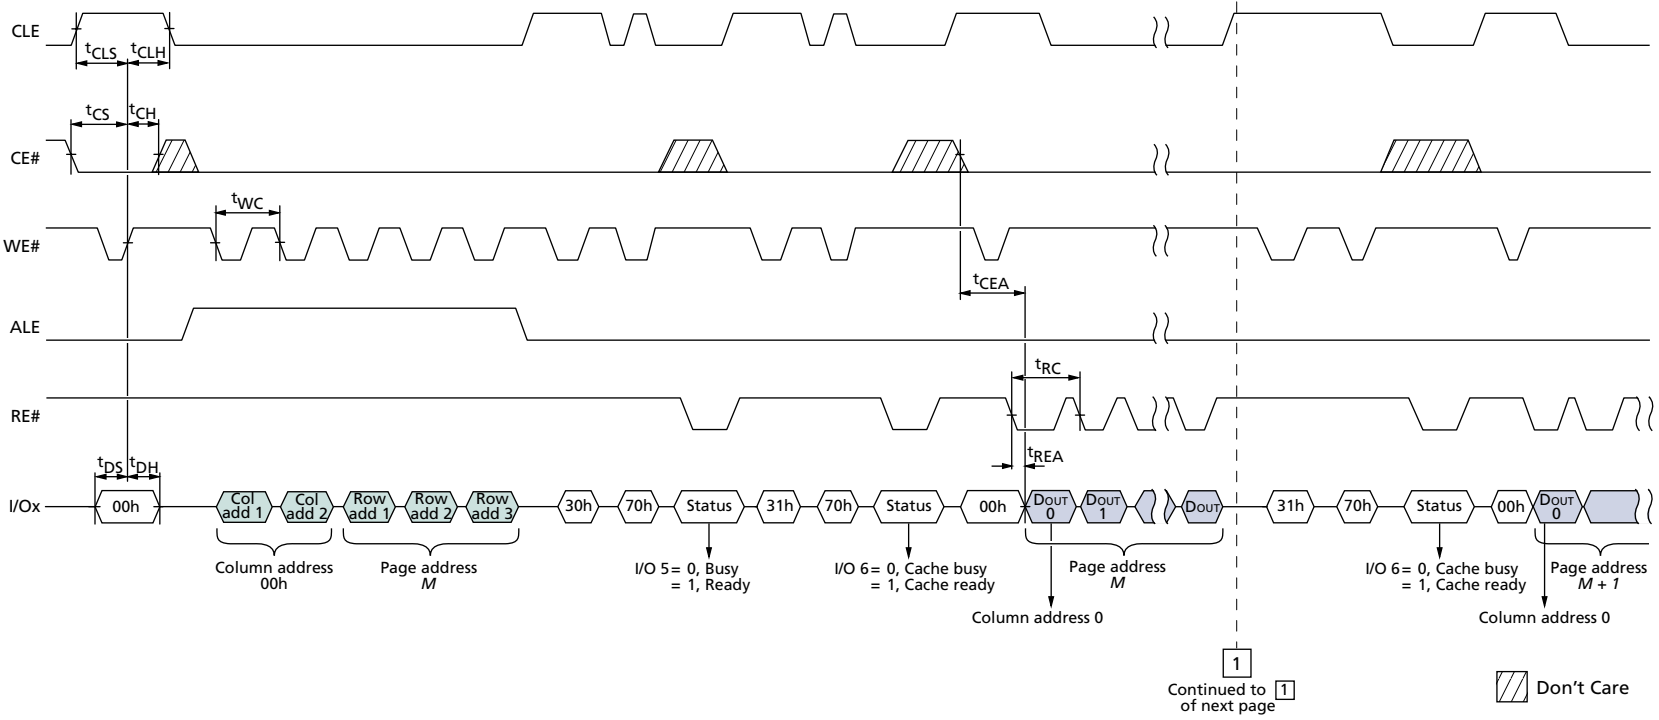 CLE
tCLS
tCLH
tCS
tCH
CE#
tWC
WE#
tCEA
ALE
tRC
RE#
tREA
tDS
tDH
I/Ox
00h
Col add 1
Col add 2
Row add 1
Row add 2
Row add 3
30h
70h
Status
31h
70h
Status
00h
DOUT 0
DOUT 1
DOUT
31h
70h
Status
00h
DOUT 0
Column address
00h
Page address
M
I/O 5 = 0, Busy
= 1, Ready
I/O 6 = 0, Cache busy
= 1, Cache ready
Page address
M
Column address 0
I/O 6 = 0, Cache busy
= 1, Cache ready
Page address
M + 1
Column address 0
1
Continued to 1
of next page
Don't Care